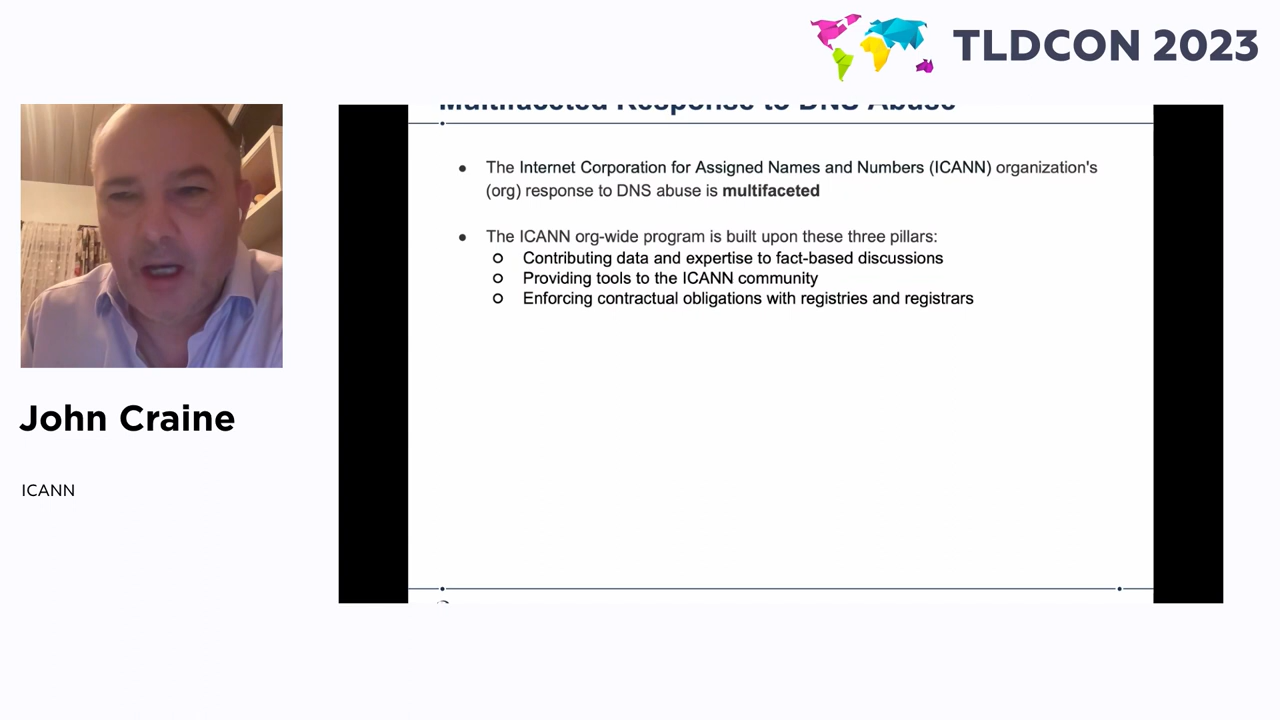 TLDCON 2023
Multifaceted Response to DNS Abuse
● The Internet Corporation for Assigned Names and Numbers (ICANN) organization's
(org) response to DNS abuse is multifaceted
● The ICANN org-wide program is built upon these three pillars:
○ Contributing data and expertise to fact-based discussions
○ Providing tools to the ICANN community
○ Enforcing contractual obligations with registries and registrars
John Craine
ICANN